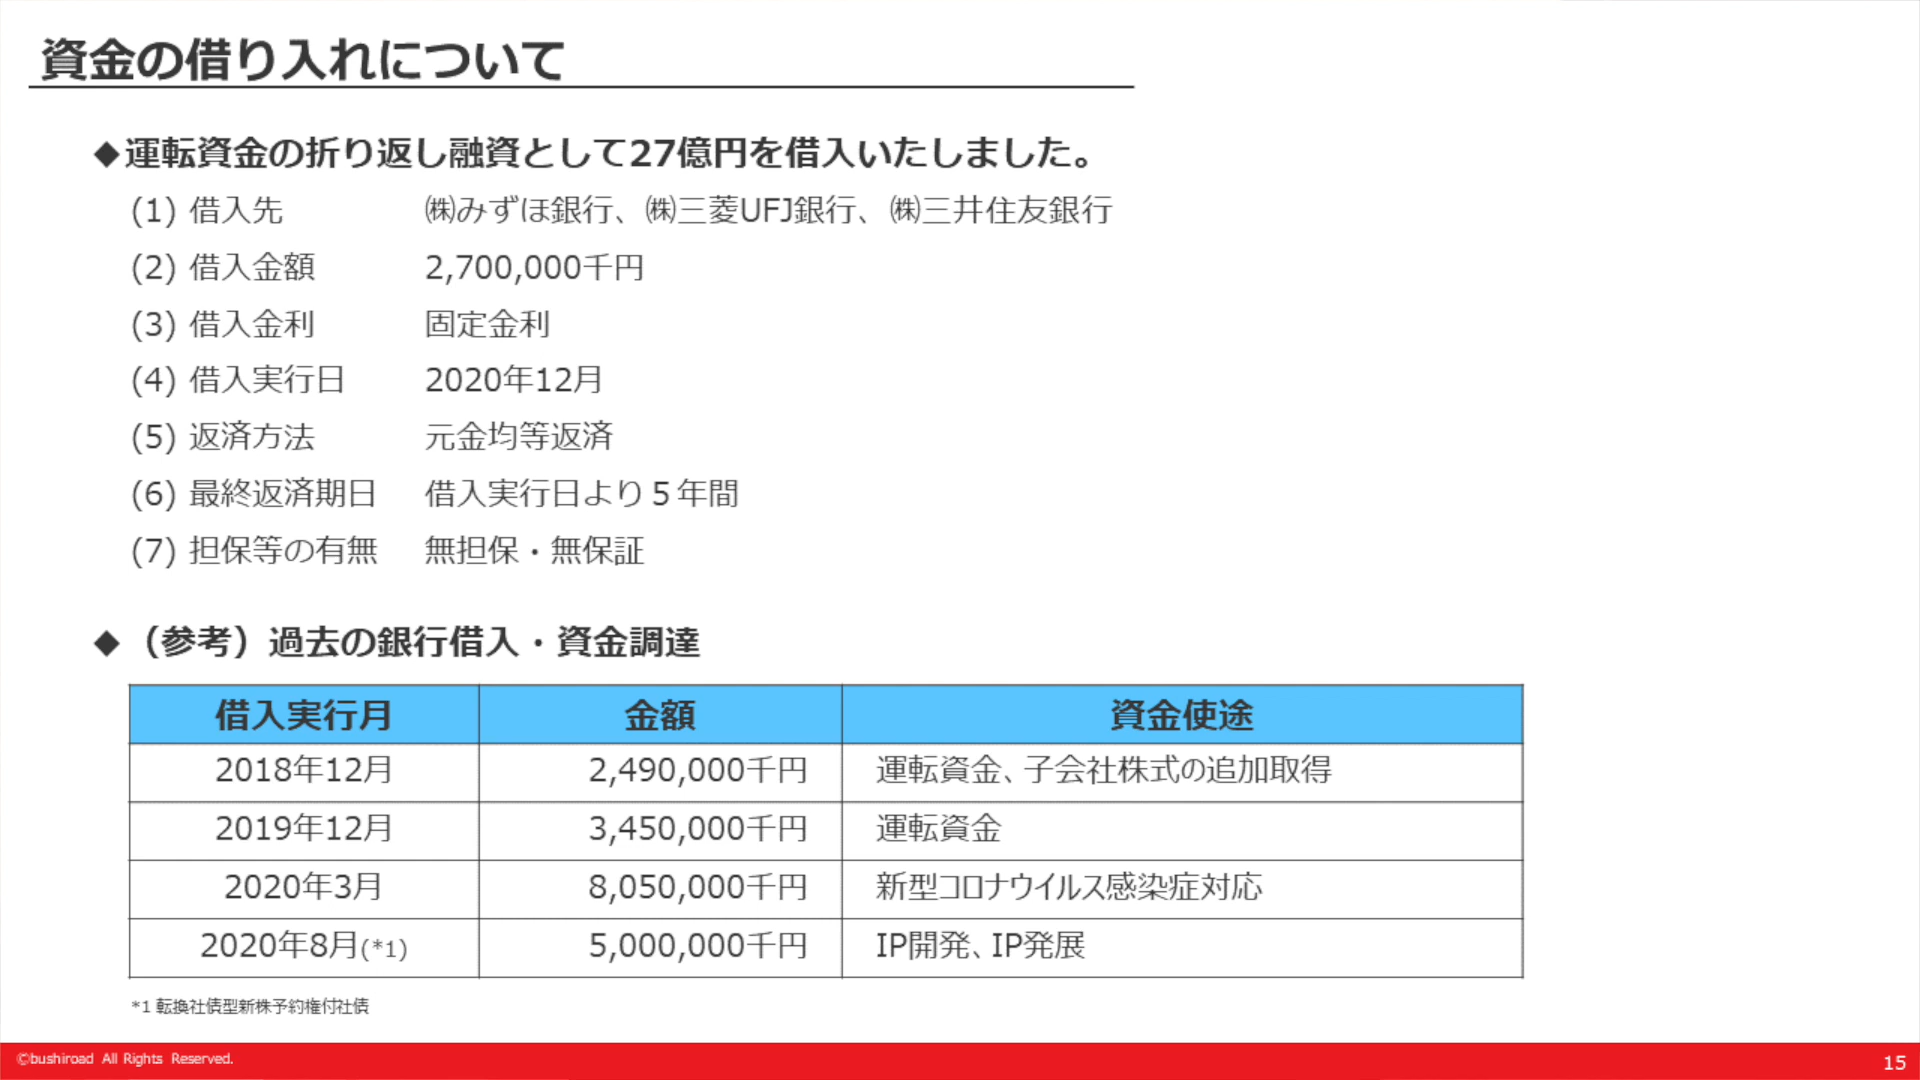 資金の借り入れについて
◆運転資金の折り返し融資として27億円を借入いたしました。
(1) 借入先 ㈱みずほ銀行、㈱三菱UFJ銀行、㈱三井住友銀行
(2) 借入金額 2,700,000千円
(3) 借入金利 固定金利
(4) 借入実行日 2020年12月
(5) 返済方法 元金均等返済
(6) 最終返済期日 借入実行日より５年間
(7) 担保等の有無 無担保・無保証
◆（参考）過去の銀行借入・資金調達
借入実行月 金額 資金使途
2018年12月 2,490,000千円 運転資金、子会社株式の追加取得
2019年12月 3,450,000千円 運転資金
2020年3月 8,050,000千円 新型コロナウイルス感染症対応
2020年8月(*1) 5,000,000千円 IP開発、IP発展
*1 転換社債型新株予約権付社債
©bushiroad All Rights Reserved.
15